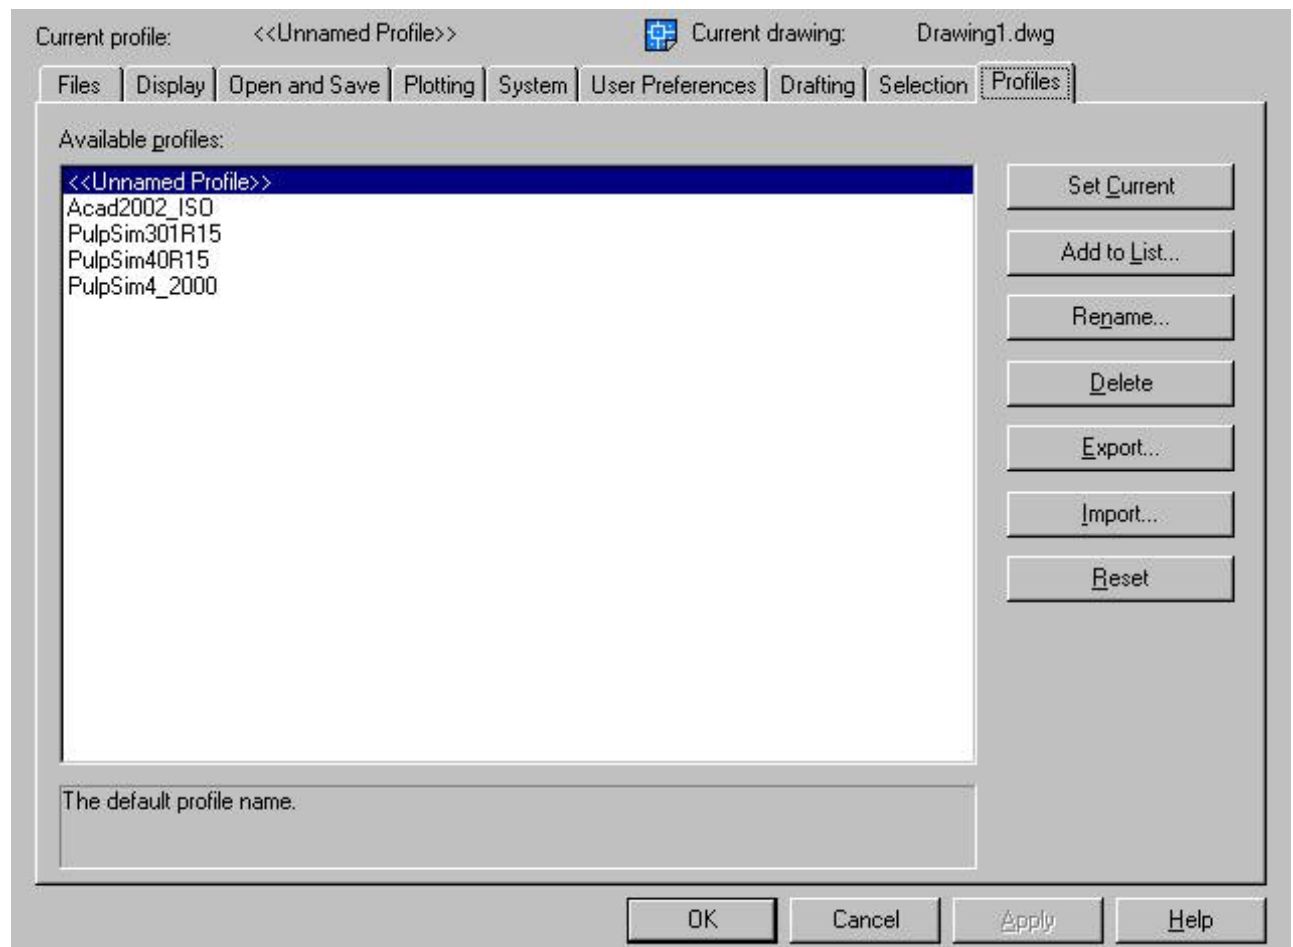 Current profile: <<Unnamed Profile>> Current drawing: Drawing1.dwg
Files Display Open and Save Plotting System User Preferences Drafting Selection Profiles
Available profiles:
<<Unnamed Profile>>
Acad2002_ISO
PulpSim301R15
PulpSim40R15
PulpSim4_2000
Set Current
Add to List...
Rename...
Delete
Export...
Import...
Reset
The default profile name.
OK Cancel Apply Help